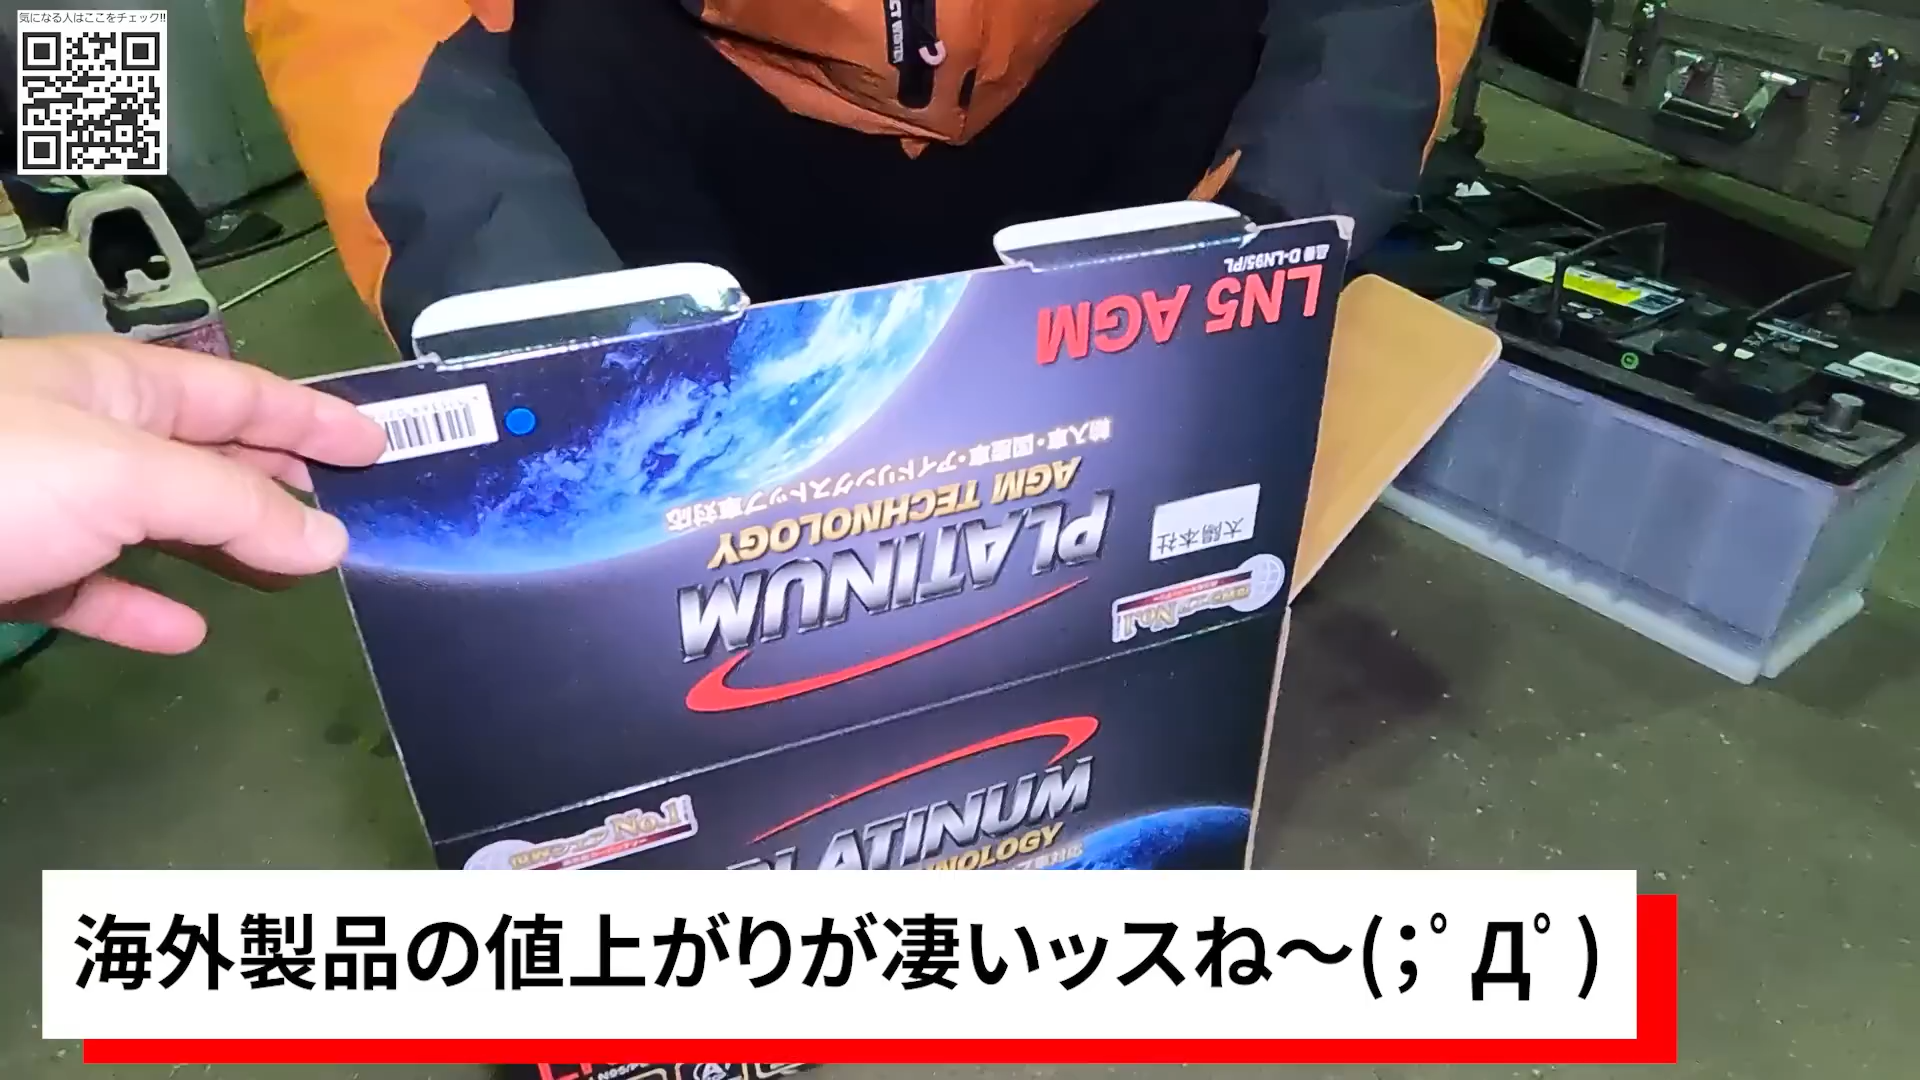 気になる人はここをチェック!!
品番 D-LN95/PL
LN5 AGM
輸入車・国産車・アイドリングストップ車対応
AGM TECHNOLOGY
PLATINUM
太陽本社
No.1
No.1
LATINUM
NOLOGY
海外製品の値上がりが凄いッスね～(;ﾟДﾟ)